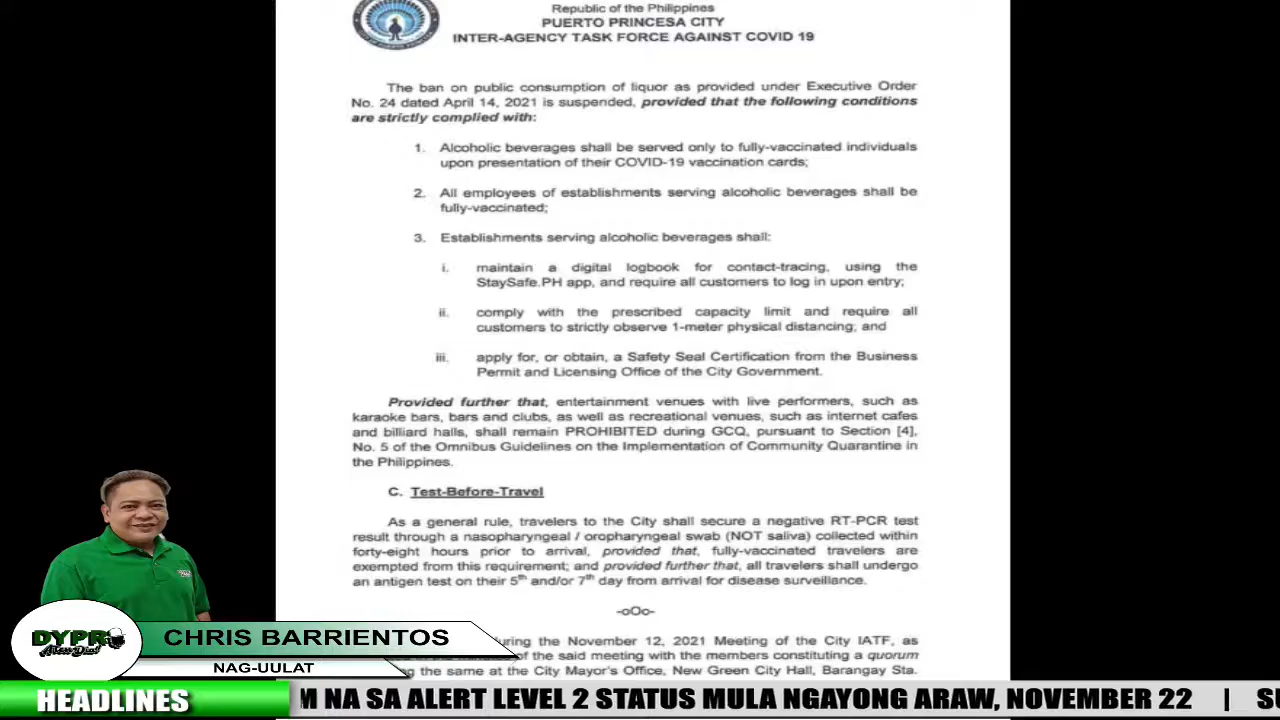 Republic of the Philippines
PUERTO PRINCESA CITY
INTER-AGENCY TASK FORCE AGAINST COVID 19
The ban on public consumption of liquor as provided under Executive Order
No. 24 dated April 14, 2021 is suspended, provided that the following conditions
are strictly complied with:
1. Alcoholic beverages shall be served only to fully-vaccinated individuals
upon presentation of their COVID-19 vaccination cards;
2. All employees of establishments serving alcoholic beverages shall be
fully-vaccinated;
3. Establishments serving alcoholic beverages shall:
i. maintain a digital logbook for contact-tracing, using the
StaySafe.PH app, and require all customers to log in upon entry;
ii. comply with the prescribed capacity limit and require all
customers to strictly observe 1-meter physical distancing; and
iii. apply for, or obtain, a Safety Seal Certification from the Business
Permit and Licensing Office of the City Government.
Provided further that, entertainment venues with live performers, such as
karaoke bars, bars and clubs, as well as recreational venues, such as internet cafes
and billiard halls, shall remain PROHIBITED during GCQ, pursuant to Section [4],
No. 5 of the Omnibus Guidelines on the Implementation of Community Quarantine in
the Philippines.
C. Test-Before-Travel
As a general rule, travelers to the City shall secure a negative RT-PCR test
result through a nasopharyngeal / oropharyngeal swab (NOT saliva) collected within
forty-eight hours prior to arrival, provided that, fully-vaccinated travelers are
exempted from this requirement; and provided further that, all travelers shall undergo
an antigen test on their 5th and/or 7th day from arrival for disease surveillance.
-oOo-
during the November 12, 2021 Meeting of the City IATF, as
of the said meeting with the members constituting a quorum
the same at the City Mayor's Office, New Green City Hall, Barangay Sta.
DYPR
CHRIS BARRIENTOS
NAG-UULAT
HEADLINES
M NA SA ALERT LEVEL 2 STATUS MULA NGAYONG ARAW, NOVEMBER 22 | SU